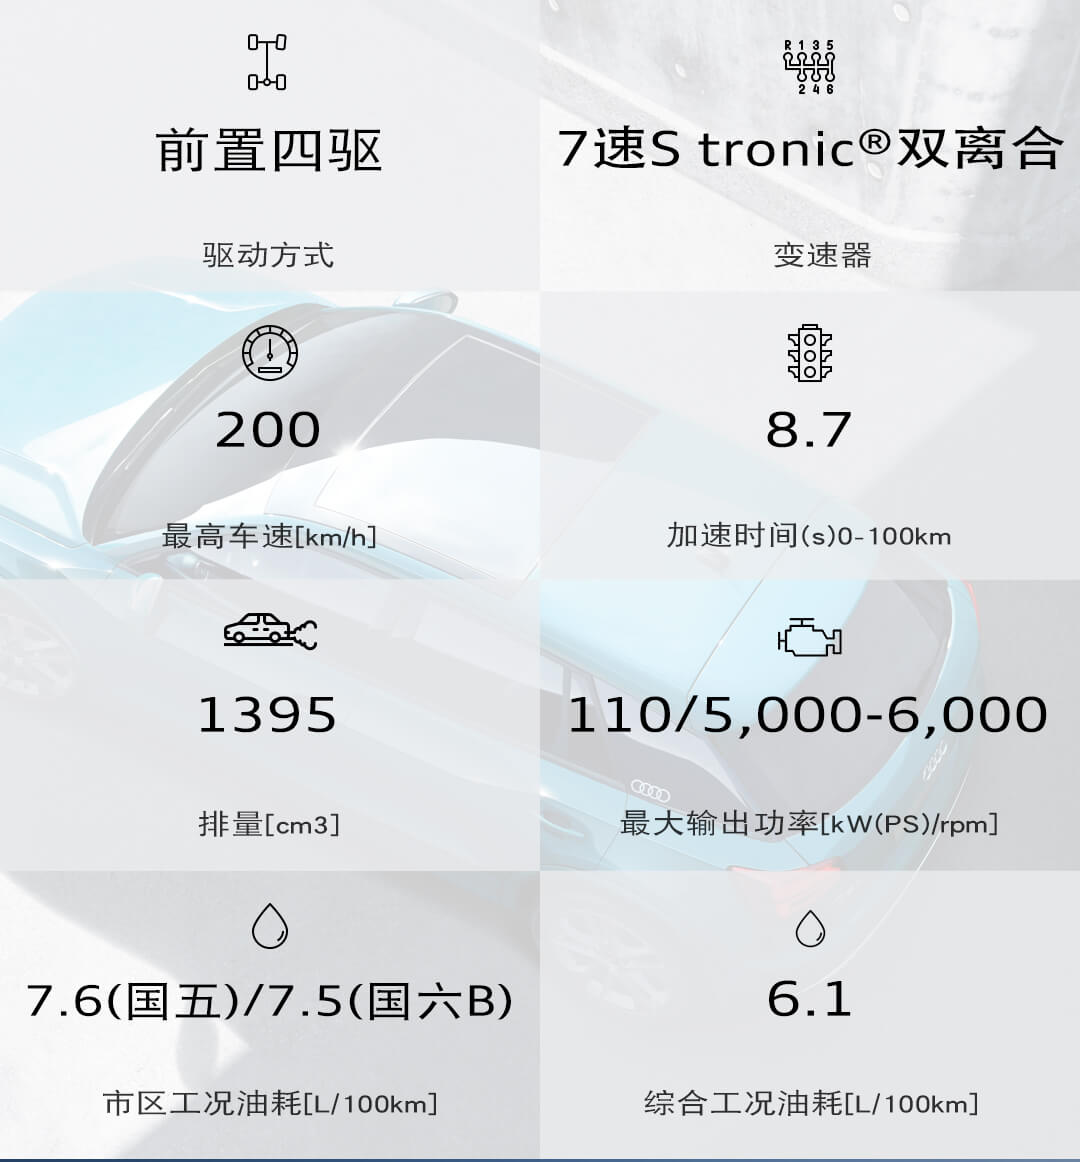 R 1 3 5
2 4 6
前置四驱
7速S tronic®双离合
驱动方式
变速器
200
8.7
最高车速[km/h]
加速时间(s)0-100km
1395
110/5,000-6,000
排量[cm3]
最大输出功率[kW(PS)/rpm]
7.6(国五)/7.5(国六B)
6.1
市区工况油耗[L/100km]
综合工况油耗[L/100km]